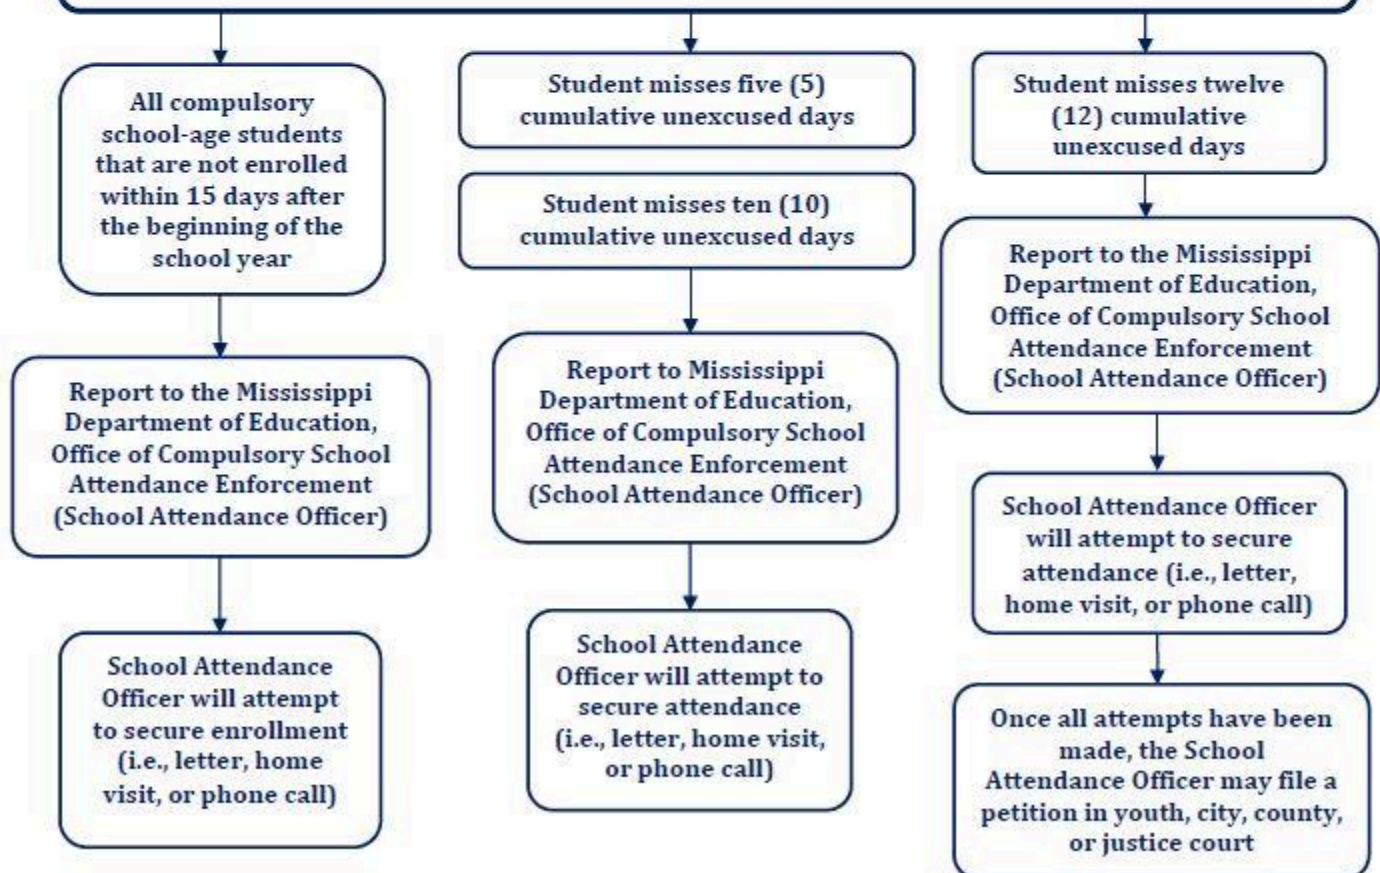 All compulsory
school-age students
that are not enrolled
within 15 days after
the beginning of the
school year
Report to the Mississippi
Department of Education,
Office of Compulsory School
Attendance Enforcement
(School Attendance Officer)
School Attendance
Officer will attempt
to secure enrollment
(i.e., letter, home
visit, or phone call)
Student misses five (5)
cumulative unexcused days
Student misses ten (10)
cumulative unexcused days
Report to Mississippi
Department of Education,
Office of Compulsory School
Attendance Enforcement
(School Attendance Officer)
School Attendance
Officer will attempt to
secure attendance
(i.e., letter, home visit,
or phone call)
Student misses twelve
(12) cumulative
unexcused days
Report to the Mississippi
Department of Education,
Office of Compulsory School
Attendance Enforcement
(School Attendance Officer)
School Attendance Officer
will attempt to secure
attendance (i.e., letter,
home visit, or phone call)
Once all attempts have been
made, the School
Attendance Officer may file a
petition in youth, city, county,
or justice court